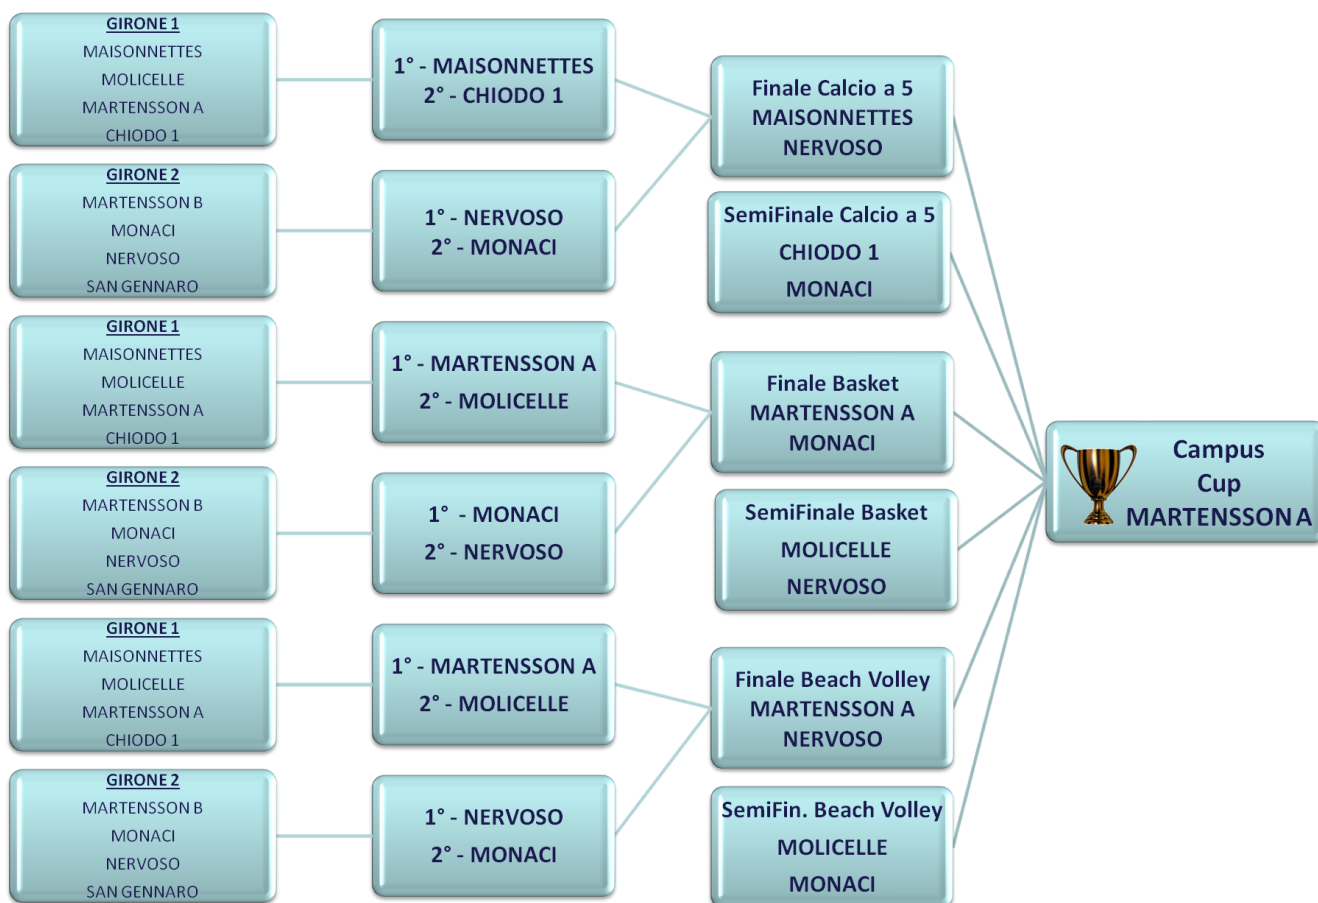 GIRONE 1
MAISONNETTES
MOLICELLE
MARTENSSON A
CHIODO 1
GIRONE 2
MARTENSSON B
MONACI
NERVOSO
SAN GENNARO
GIRONE 1
MAISONNETTES
MOLICELLE
MARTENSSON A
CHIODO 1
GIRONE 2
MARTENSSON B
MONACI
NERVOSO
SAN GENNARO
GIRONE 1
MAISONNETTES
MOLICELLE
MARTENSSON A
CHIODO 1
GIRONE 2
MARTENSSON B
MONACI
NERVOSO
SAN GENNARO
1° - MAISONNETTES
2° - CHIODO 1
1° - NERVOSO
2° - MONACI
1° - MARTENSSON A
2° - MOLICELLE
1° - MONACI
2° - NERVOSO
1° - MARTENSSON A
2° - MOLICELLE
1° - NERVOSO
2° - MONACI
Finale Calcio a 5
MAISONNETTES
NERVOSO
SemiFinale Calcio a 5
CHIODO 1
MONACI
Finale Basket
MARTENSSON A
MONACI
SemiFinale Basket
MOLICELLE
NERVOSO
Finale Beach Volley
MARTENSSON A
NERVOSO
SemiFin. Beach Volley
MOLICELLE
MONACI
Campus
Cup
MARTENSSON A